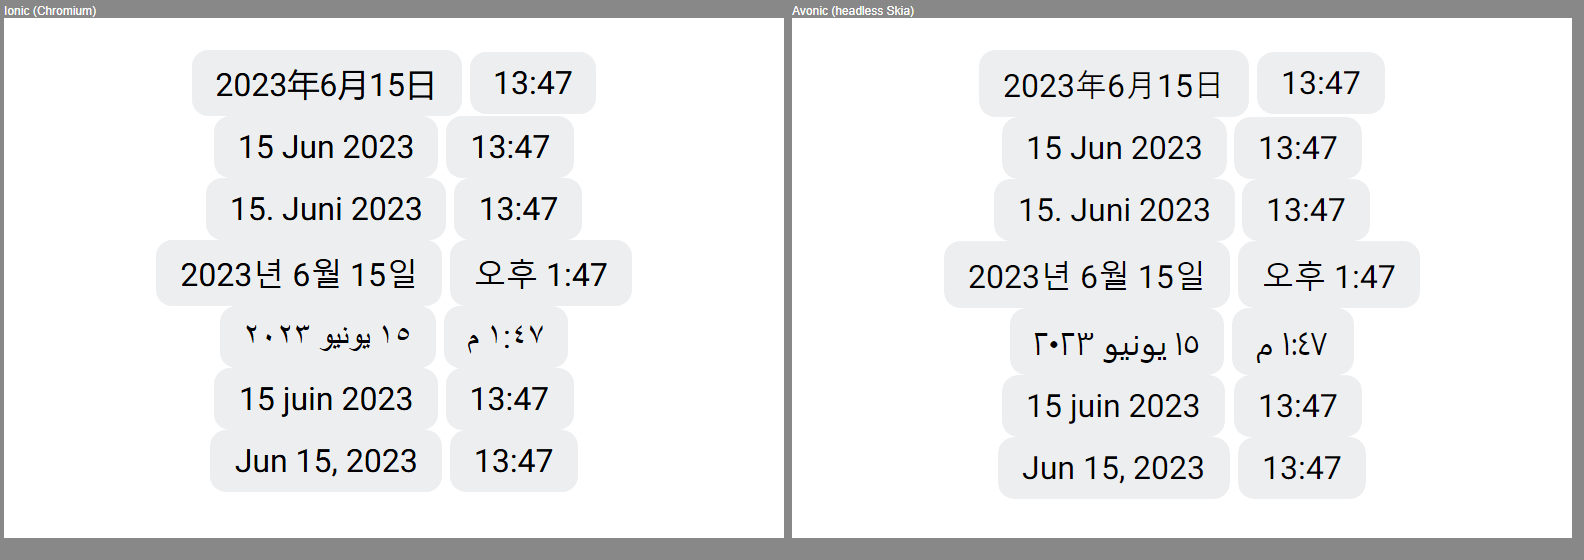 Ionic (Chromium)
2023年6月15日 13:47
15 Jun 2023 13:47
15. Juni 2023 13:47
2023년 6월 15일 오후 1:47
١٥ يونيو ٢٠٢٣ ١:٤٧ م
15 juin 2023 13:47
Jun 15, 2023 13:47
Avonic (headless Skia)
2023年6月15日 13:47
15 Jun 2023 13:47
15. Juni 2023 13:47
2023년 6월 15일 오후 1:47
١٥ يونيو ٢٠٢٣ ١:٤٧ م
15 juin 2023 13:47
Jun 15, 2023 13:47